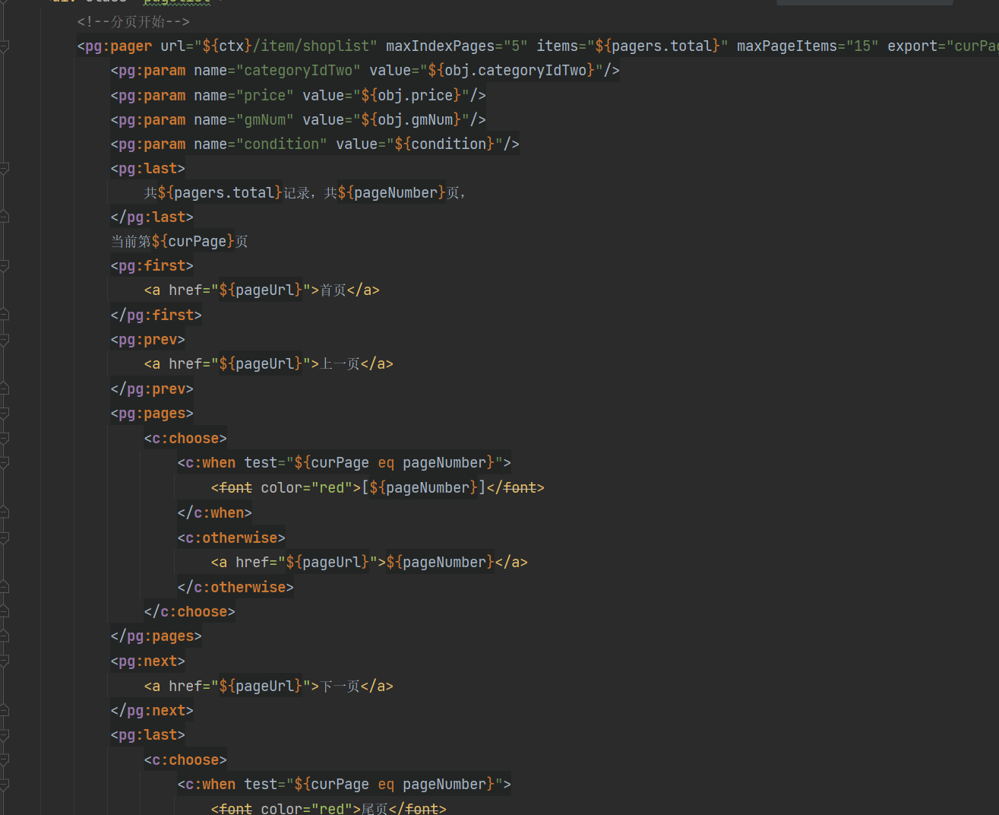 <!--分页开始-->
<pg:pager url="${ctx}/item/shoplist" maxIndexPages="5" items="${pagers.total}" maxPageItems="15" export="curPag
<pg:param name="categoryIdTwo" value="${obj.categoryIdTwo}"/>
<pg:param name="price" value="${obj.price}"/>
<pg:param name="gmNum" value="${obj.gmNum}"/>
<pg:param name="condition" value="${condition}"/>
<pg:last>
共${pagers.total}记录，共${pageNumber}页，
</pg:last>
当前第${curPage}页
<pg:first>
<a href="${pageUrl}">首页</a>
</pg:first>
<pg:prev>
<a href="${pageUrl}">上一页</a>
</pg:prev>
<pg:pages>
<c:choose>
<c:when test="${curPage eq pageNumber}">
<font color="red">[${pageNumber}]</font>
</c:when>
<c:otherwise>
<a href="${pageUrl}">${pageNumber}</a>
</c:otherwise>
</c:choose>
</pg:pages>
<pg:next>
<a href="${pageUrl}">下一页</a>
</pg:next>
<pg:last>
<c:choose>
<c:when test="${curPage eq pageNumber}">
<font color="red">尾页</font>